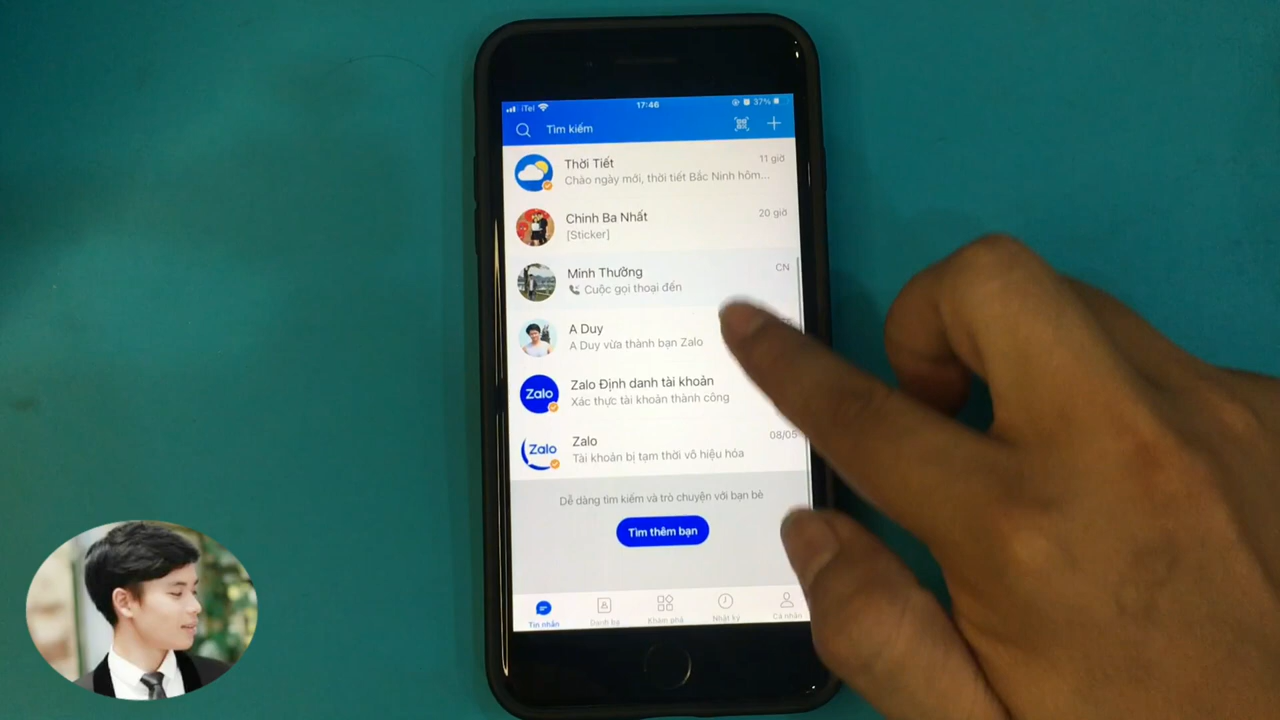 iTel
17:46
37%
Tìm kiếm
Thời Tiết
11 giờ
Chào ngày mới, thời tiết Bắc Ninh hôm...
Chinh Ba Nhất
20 giờ
[Sticker]
Minh Thường
CN
Cuộc gọi thoại đến
A Duy
A Duy vừa thành bạn Zalo
Zalo
Zalo Định danh tài khoản
Xác thực tài khoản thành công
Zalo
Zalo
08/05
Tài khoản bị tạm thời vô hiệu hóa
Dễ dàng tìm kiếm và trò chuyện với bạn bè
Tìm thêm bạn
Tin nhắn
Danh bạ
Khám phá
Nhật ký
Cá nhân